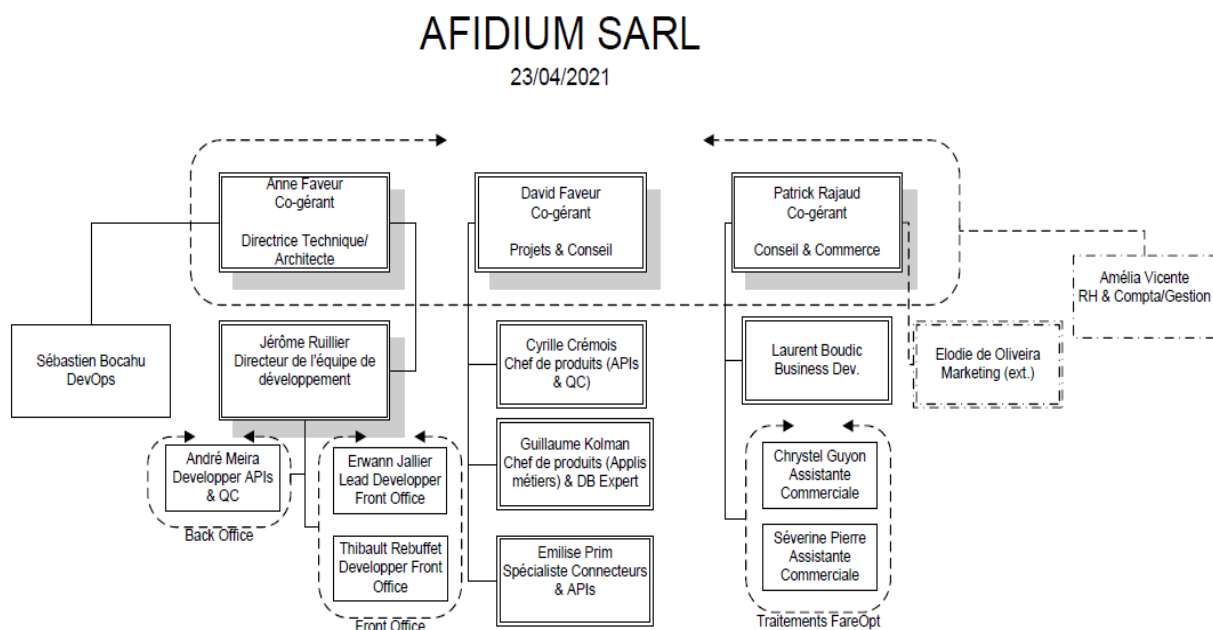 AFIDIUM SARL
23/04/2021
Anne Faveur
Co-gérant
Directrice Technique/
Architecte
David Faveur
Co-gérant
Projets & Conseil
Patrick Rajaud
Co-gérant
Conseil & Commerce
Amélia Vicente
RH & Compta/Gestion
Sébastien Bocahu
DevOps
Jérôme Ruillier
Directeur de l'équipe de
développement
Cyrille Crémois
Chef de produits (APIs
& QC)
Laurent Boudic
Business Dev.
Elodie de Oliveira
Marketing (ext.)
André Meira
Developper APIs
& QC
Back Office
Erwann Jallier
Lead Developper
Front Office
Thibault Rebuffet
Developper Front
Office
Front Office
Guillaume Kolman
Chef de produits (Applis
métiers) & DB Expert
Emilise Prim
Spécialiste Connecteurs
& APIs
Chrystel Guyon
Assistante
Commerciale
Séverine Pierre
Assistante
Commerciale
Traitements FareOpt